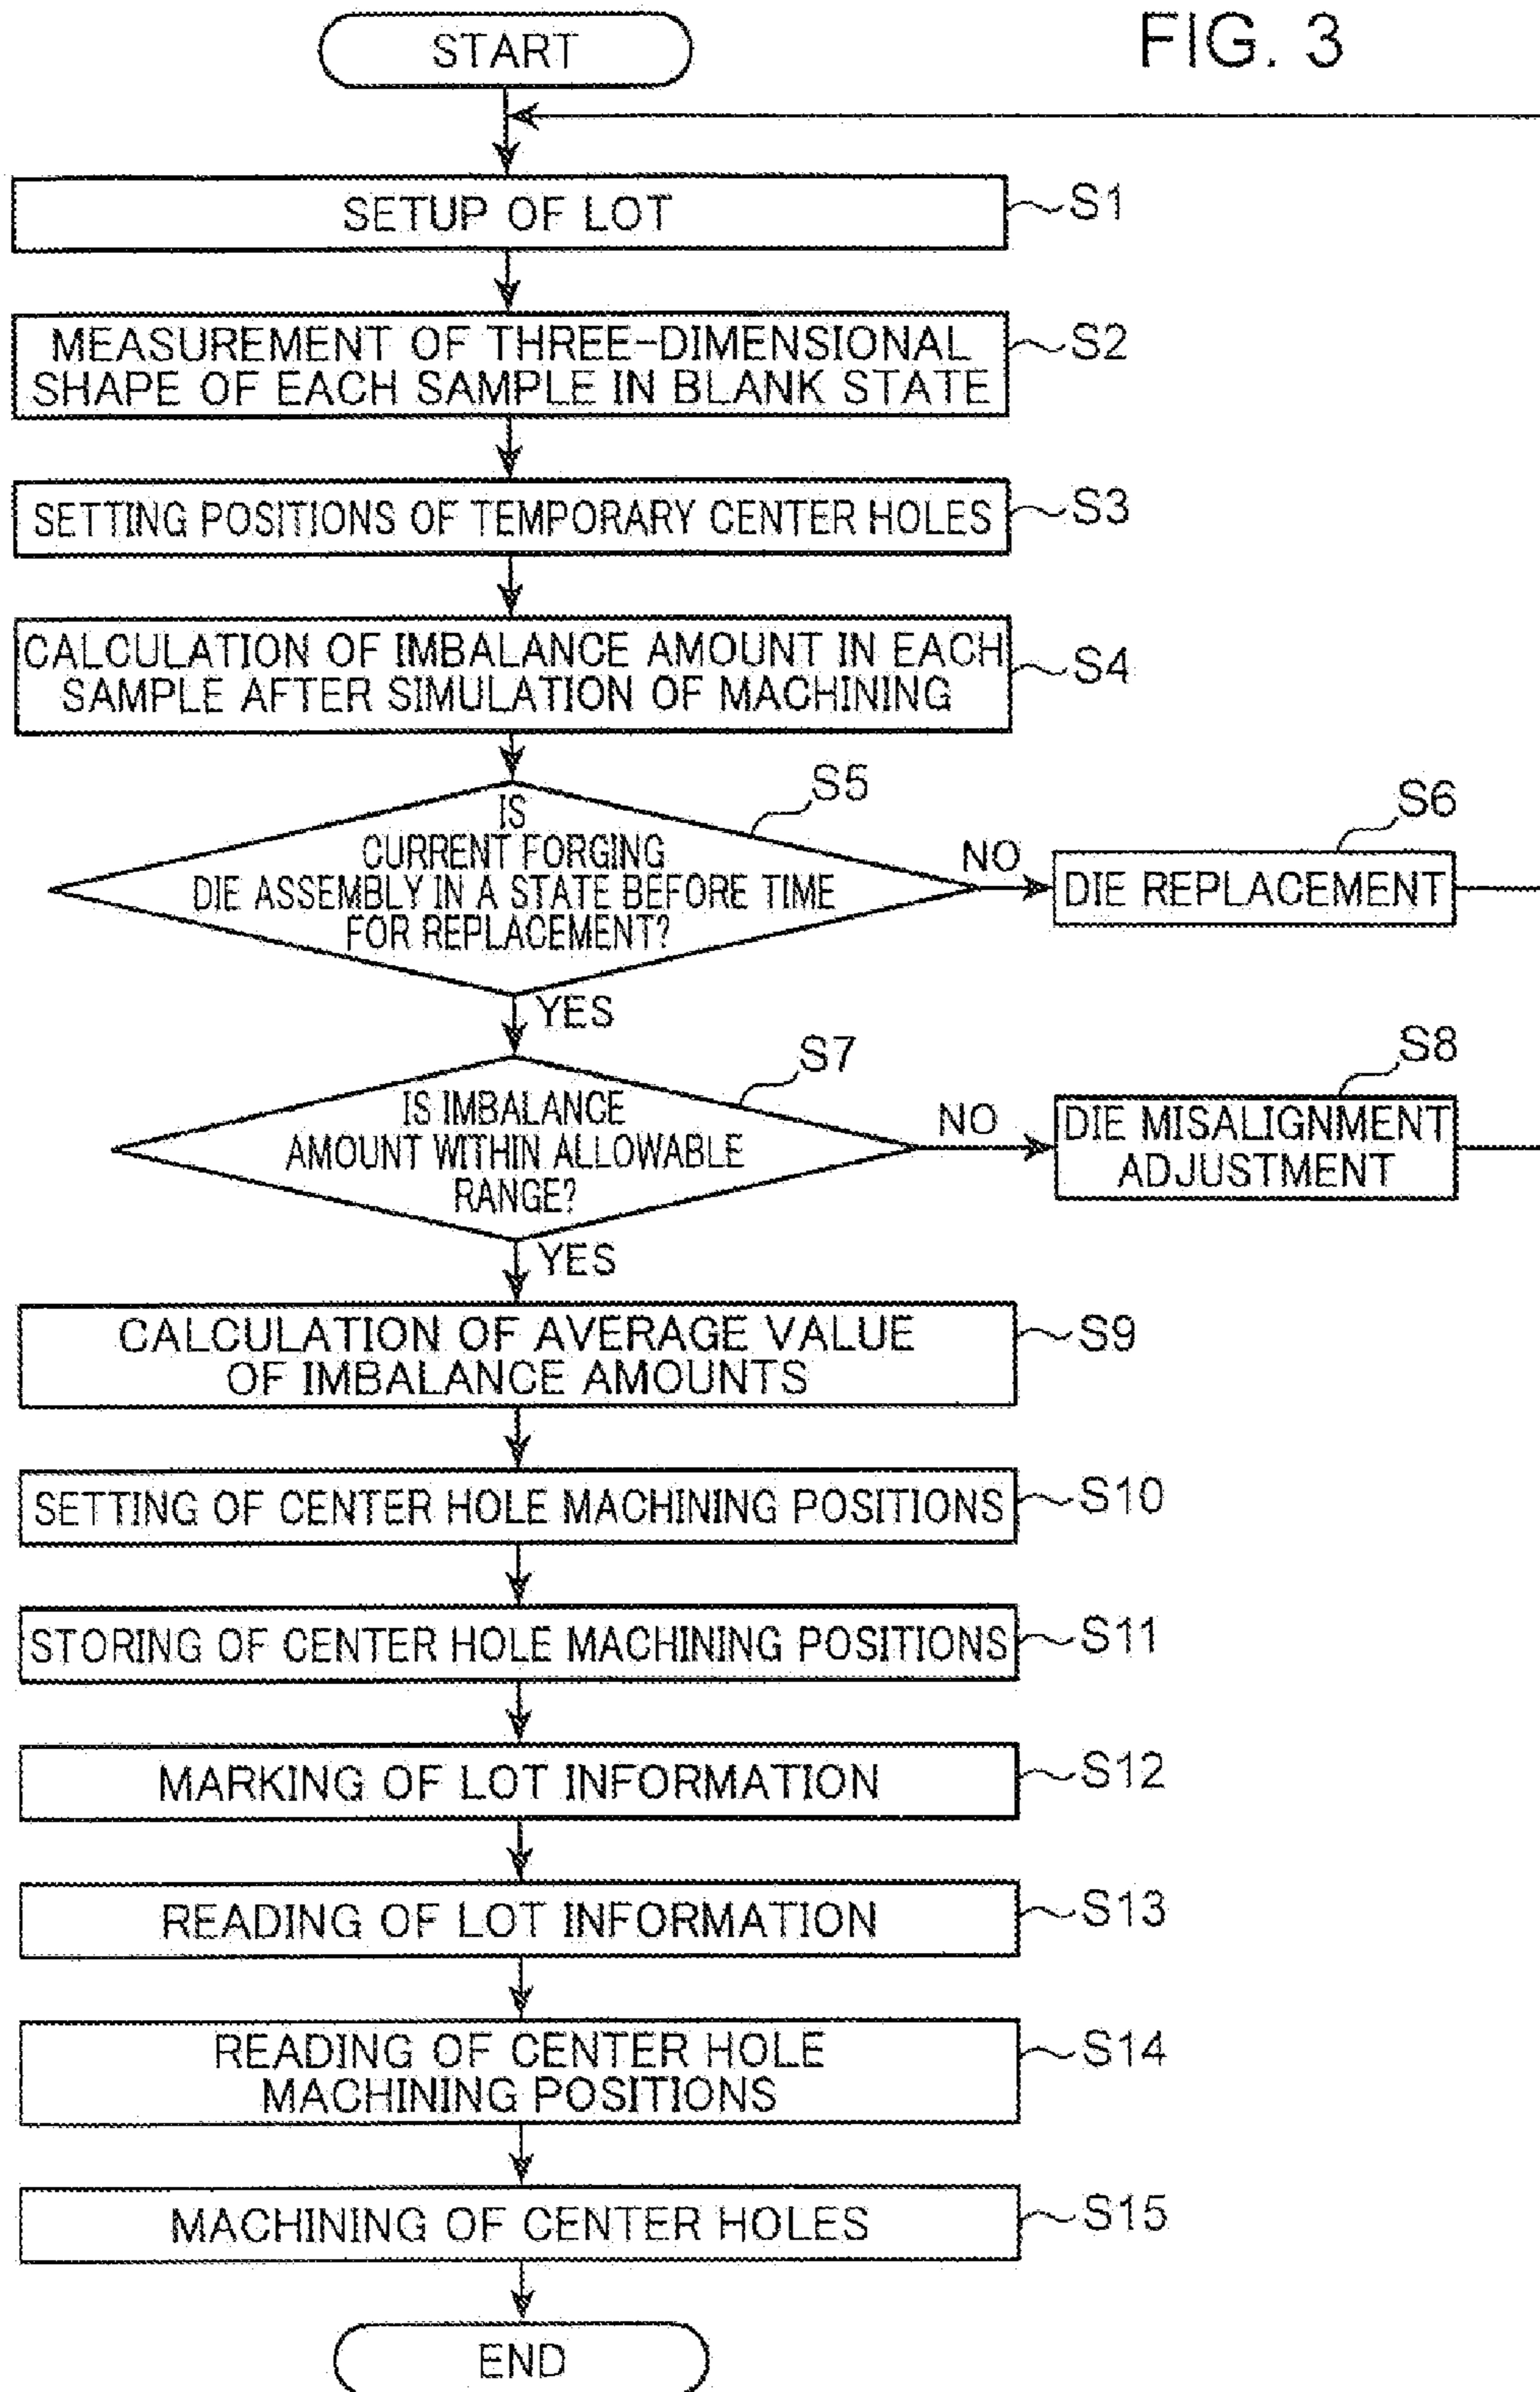 FIG. 3
START
SETUP OF LOT
S1
MEASUREMENT OF THREE-DIMENSIONAL
SHAPE OF EACH SAMPLE IN BLANK STATE
S2
SETTING POSITIONS OF TEMPORARY CENTER HOLES
S3
CALCULATION OF IMBALANCE AMOUNT IN EACH
SAMPLE AFTER SIMULATION OF MACHINING
S4
IS
CURRENT FORGING
DIE ASSEMBLY IN A STATE BEFORE TIME
FOR REPLACEMENT?
S5
NO
DIE REPLACEMENT
S6
YES
IS IMBALANCE
AMOUNT WITHIN ALLOWABLE
RANGE?
S7
NO
DIE MISALIGNMENT
ADJUSTMENT
S8
YES
CALCULATION OF AVERAGE VALUE
OF IMBALANCE AMOUNTS
S9
SETTING OF CENTER HOLE MACHINING POSITIONS
S10
STORING OF CENTER HOLE MACHINING POSITIONS
S11
MARKING OF LOT INFORMATION
S12
READING OF LOT INFORMATION
S13
READING OF CENTER HOLE
MACHINING POSITIONS
S14
MACHINING OF CENTER HOLES
S15
END